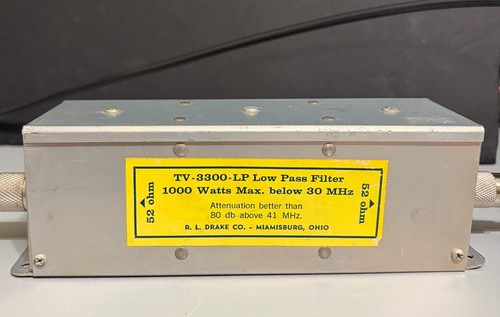 TV-3300-LP Low Pass Filter
1000 Watts Max. below 30 MHz
Attenuation better than
80 db above 41 MHz.
R. L. DRAKE CO. - MIAMISBURG, OHIO
52 ohm
52 ohm